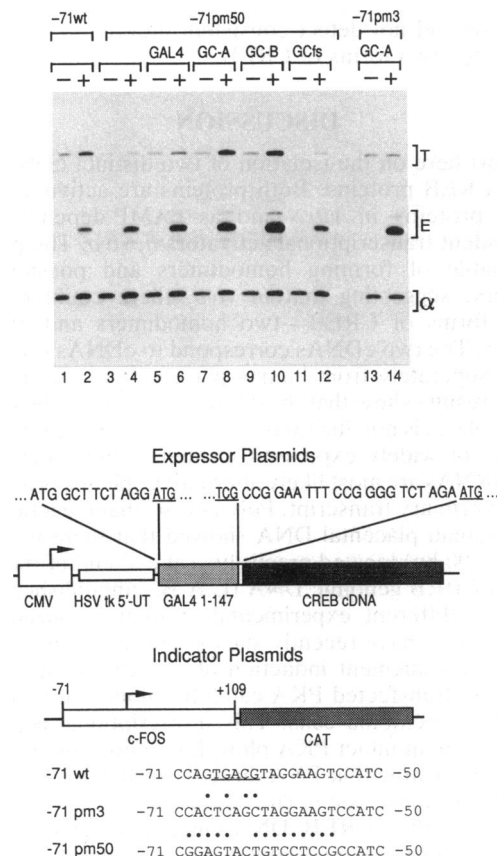 -71wt -71pm50 -71pm3
GAL4 GC-A GC-B GCfs GC-A
− + − + − + − + − + − + − +
T
E
α
1 2 3 4 5 6 7 8 9 10 11 12 13 14
Expressor Plasmids
... ATG GCT TCT AGG ATG ... ... TCG CCG GAA TTT CCG GGG TCT AGA ATG ...
CMV HSV tk 5'-UT GAL4 1-147 CREB cDNA
Indicator Plasmids
-71 +109
c-FOS CAT
-71 wt −71 CCAGTGACGTAGGAAGTCCATC −50
-71 pm3 −71 CCACTCAGCTAGGAAGTCCATC −50
-71 pm50 −71 CGGAGTACTGTCCTCCGCCATC −50